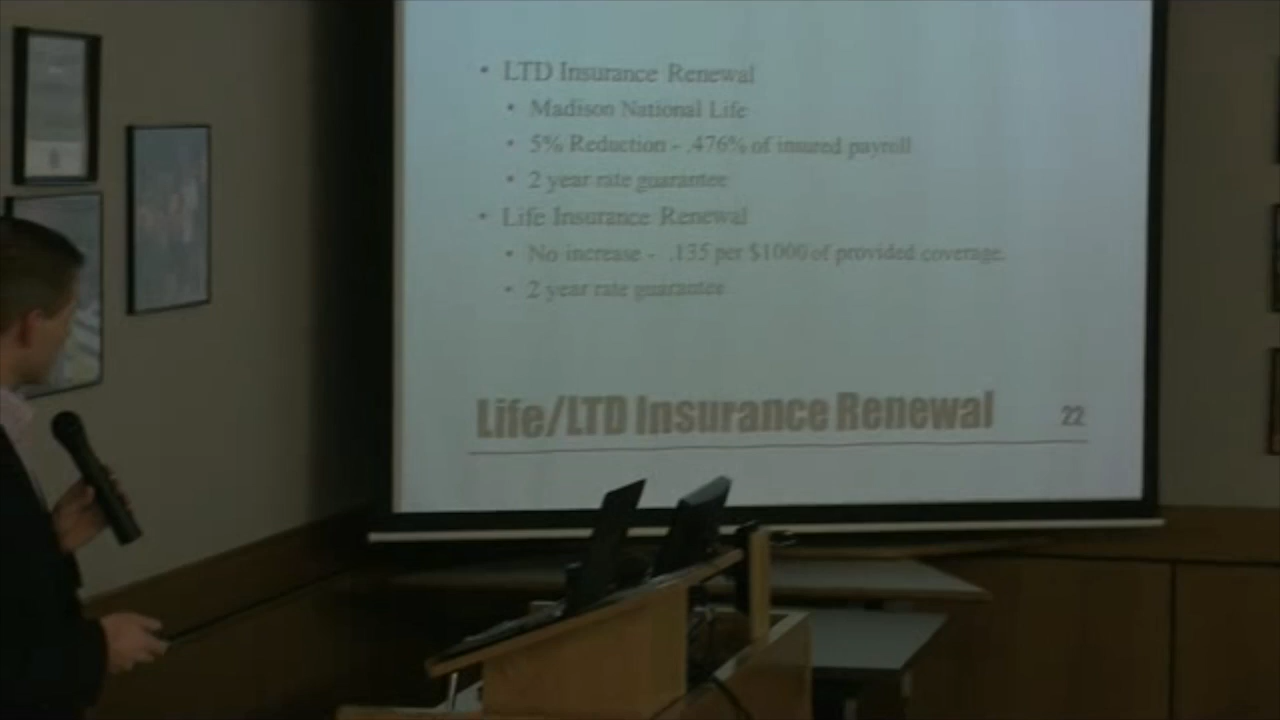 • LTD Insurance Renewal
• Madison National Life
• 5% Reduction - .476% of insured payroll
• 2 year rate guarantee
• Life Insurance Renewal
• No increase - .135 per $1000 of provided coverage.
• 2 year rate guarantee
Life/LTD Insurance Renewal 22